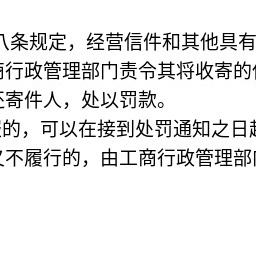 八条规定，经营信件和其他具有
商行政管理部门责令其将收寄的
还寄件人，处以罚款。
的，可以在接到处罚通知之日
又不履行的，由工商行政管理部